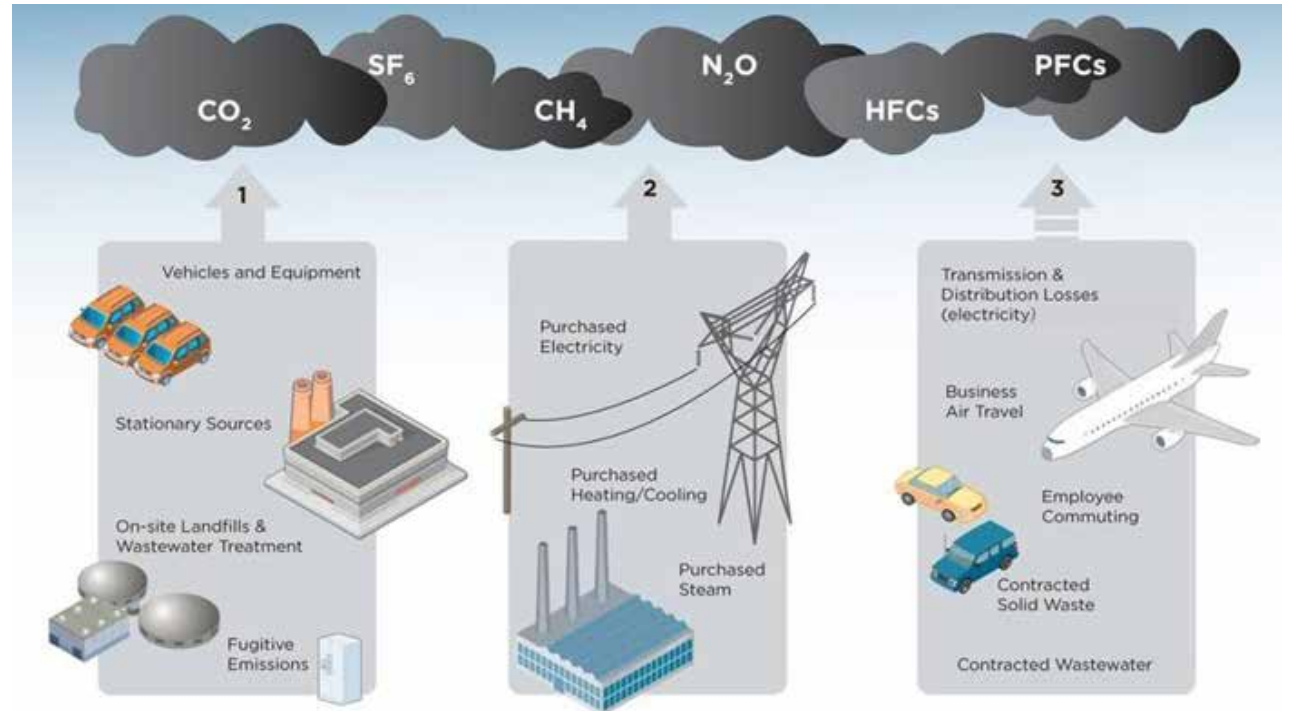 CO₂
SF₆
CH₄
N₂O
HFCs
PFCs
1
Vehicles and Equipment
Stationary Sources
On-site Landfills &
Wastewater Treatment
Fugitive
Emissions
2
Purchased
Electricity
Purchased
Heating/Cooling
Purchased
Steam
3
Transmission &
Distribution Losses
(electricity)
Business
Air Travel
Employee
Commuting
Contracted
Solid Waste
Contracted Wastewater